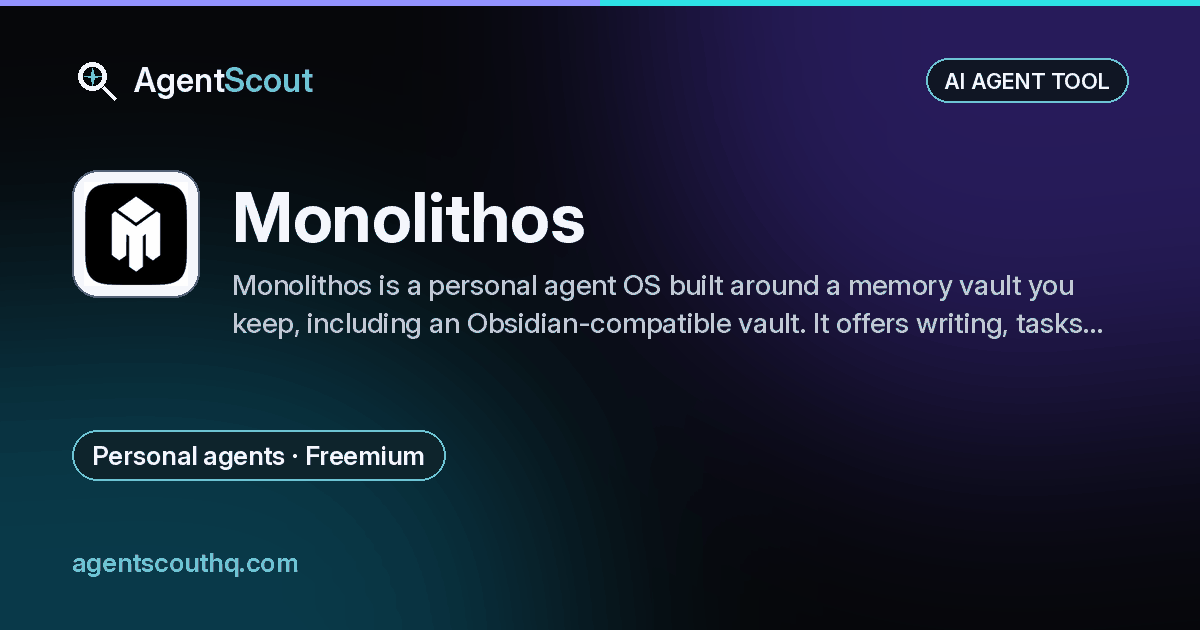 AgentScout
AI AGENT TOOL
Monolithos
Monolithos is a personal agent OS built around a memory vault you
keep, including an Obsidian-compatible vault. It offers writing, tasks...
Personal agents · Freemium
agentscouthq.com